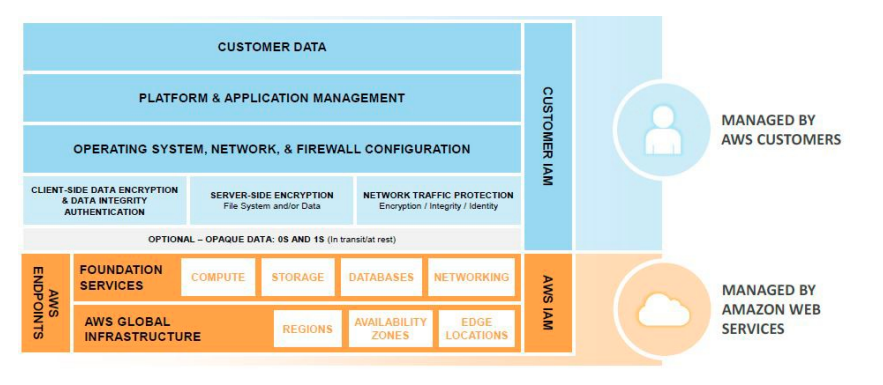 CUSTOMER DATA
PLATFORM & APPLICATION MANAGEMENT
OPERATING SYSTEM, NETWORK, & FIREWALL CONFIGURATION
CLIENT-SIDE DATA ENCRYPTION
& DATA INTEGRITY
AUTHENTICATION
SERVER-SIDE ENCRYPTION
File System and/or Data
NETWORK TRAFFIC PROTECTION
Encryption / Integrity / Identity
OPTIONAL – OPAQUE DATA: 0S AND 1S (In transit/at rest)
CUSTOMER IAM
MANAGED BY
AWS CUSTOMERS
AWS
ENDPOINTS
FOUNDATION
SERVICES
COMPUTE
STORAGE
DATABASES
NETWORKING
AWS GLOBAL
INFRASTRUCTURE
REGIONS
AVAILABILITY
ZONES
EDGE
LOCATIONS
AWS IAM
MANAGED BY
AMAZON WEB
SERVICES